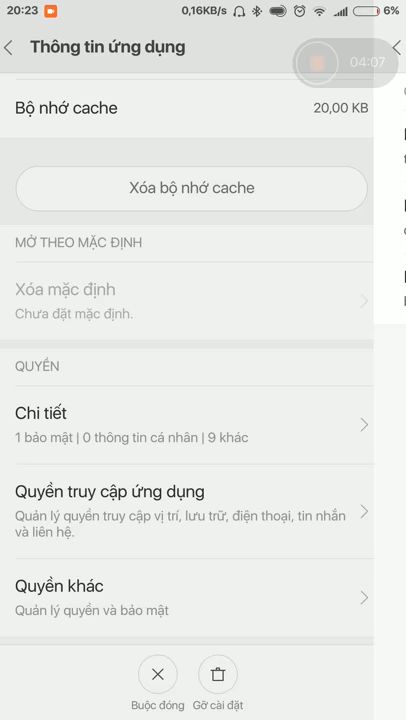 20:23 0,16KB/s 6%
Thông tin ứng dụng
04:07
Bộ nhớ cache 20,00 KB
Xóa bộ nhớ cache
MỞ THEO MẶC ĐỊNH
Xóa mặc định
Chưa đặt mặc định.
QUYỀN
Chi tiết
1 bảo mật | 0 thông tin cá nhân | 9 khác
Quyền truy cập ứng dụng
Quản lý quyền truy cập vị trí, lưu trữ, điện thoại, tin nhắn
và liên hệ.
Quyền khác
Quản lý quyền và bảo mật
Buộc đóng Gỡ cài đặt